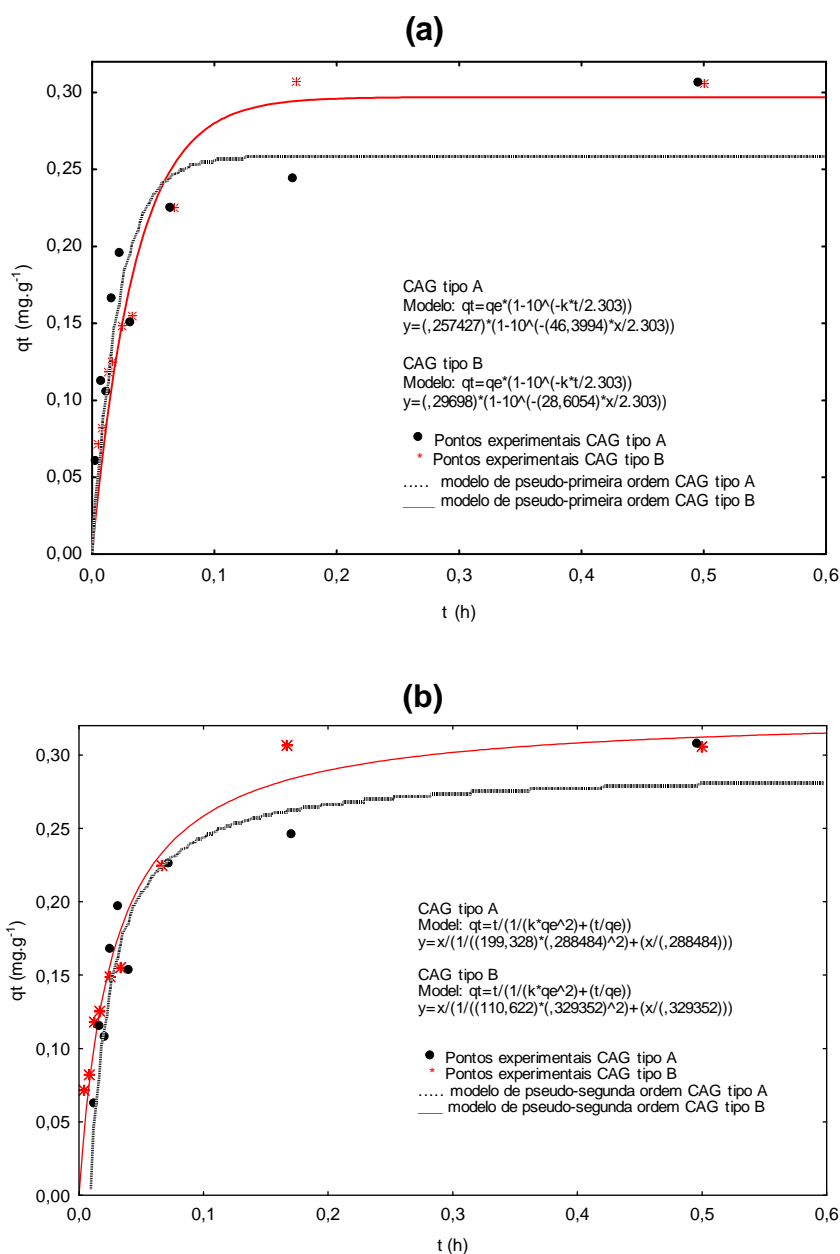 (a)
0,30
0,25
0,20
0,15
0,10
0,05
0,00
qt (mg.g-1)
CAG tipo A
Modelo: qt=qe*(1-10^(-k*t/2.303))
y=(,257427)*(1-10^(-(46,3994)*x/2.303))
CAG tipo B
Modelo: qt=qe*(1-10^(-k*t/2.303))
y=(,29698)*(1-10^(-(28,6054)*x/2.303))
Pontos experimentais CAG tipo A
* Pontos experimentais CAG tipo B
..... modelo de pseudo-primeira ordem CAG tipo A
____ modelo de pseudo-primeira ordem CAG tipo B
0,0 0,1 0,2 0,3 0,4 0,5 0,6
t (h)
(b)
0,30
0,25
0,20
0,15
0,10
0,05
0,00
qt (mg.g-1)
CAG tipo A
Model: qt=t/(1/(k*qe^2)+(t/qe))
y=x/(1/((199,328)*(,288484)^2)+(x/(,288484)))
CAG tipo B
Model: qt=t/(1/(k*qe^2)+(t/qe))
y=x/(1/((110,622)*(,329352)^2)+(x/(,329352)))
Pontos experimentais CAG tipo A
* Pontos experimentais CAG tipo B
..... modelo de pseudo-segunda ordem CAG tipo A
___ modelo de pseudo-segunda ordem CAG tipo B
0,0 0,1 0,2 0,3 0,4 0,5 0,6
t (h)